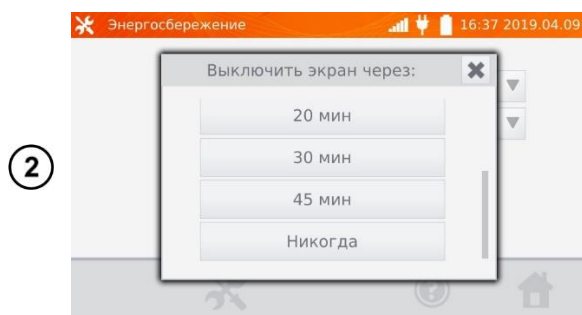 Энергосбережение
16:37 2019.04.09
Выключить экран через:
20 мин
30 мин
45 мин
Никогда
2